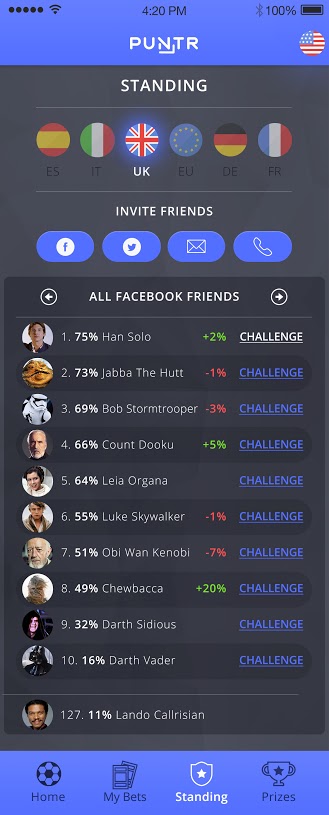 4:20 PM 100%
PUNTR
STANDING
ES IT UK EU DE FR
INVITE FRIENDS
ALL FACEBOOK FRIENDS
1. 75% Han Solo +2% CHALLENGE
2. 73% Jabba The Hutt -1% CHALLENGE
3. 69% Bob Stormtrooper -3% CHALLENGE
4. 66% Count Dooku +5% CHALLENGE
5. 64% Leia Organa CHALLENGE
6. 55% Luke Skywalker -1% CHALLENGE
7. 51% Obi Wan Kenobi -7% CHALLENGE
8. 49% Chewbacca +20% CHALLENGE
9. 32% Darth Sidious CHALLENGE
10. 16% Darth Vader CHALLENGE
127. 11% Lando Callrisian
Home My Bets Standing Prizes